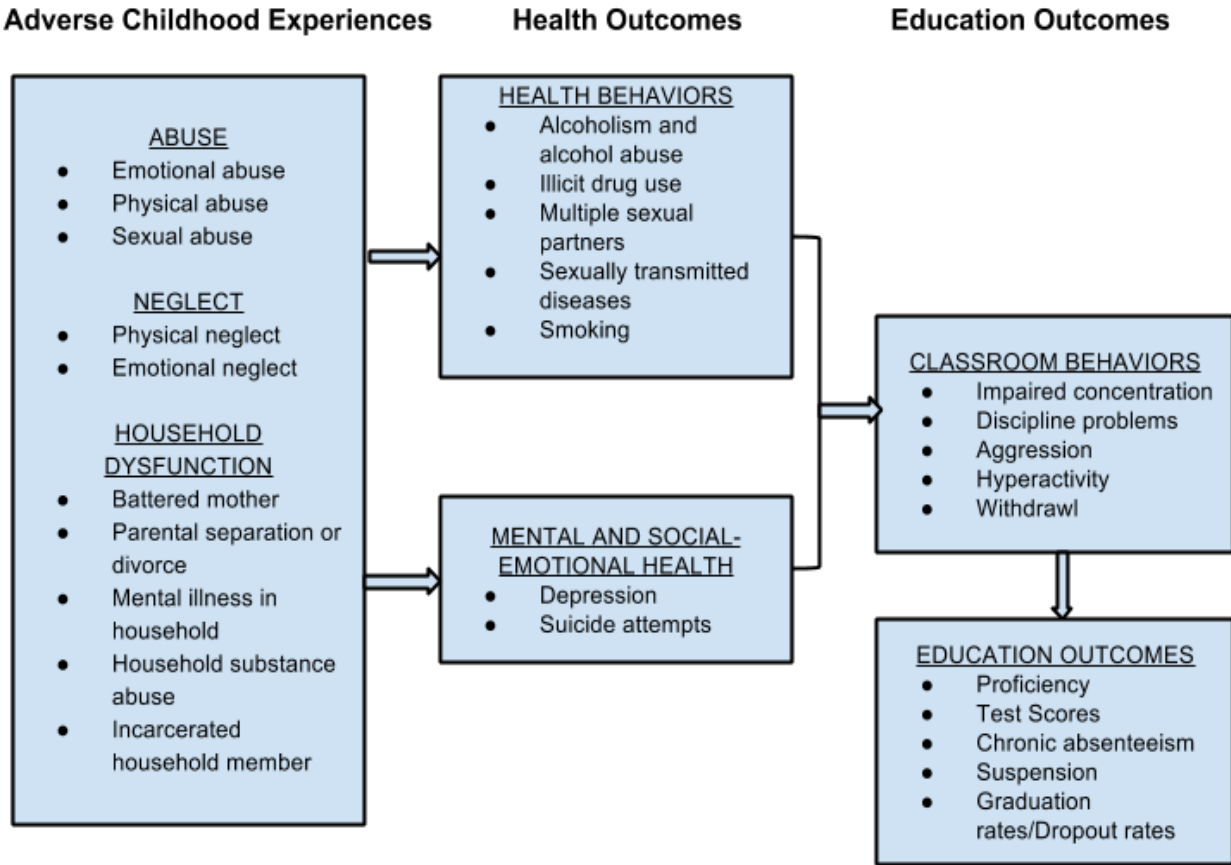 Adverse Childhood Experiences
Health Outcomes
Education Outcomes
ABUSE
● Emotional abuse
● Physical abuse
● Sexual abuse
NEGLECT
● Physical neglect
● Emotional neglect
HOUSEHOLD
DYSFUNCTION
● Battered mother
● Parental separation or
divorce
● Mental illness in
household
● Household substance
abuse
● Incarcerated
household member
HEALTH BEHAVIORS
● Alcoholism and
alcohol abuse
● Illicit drug use
● Multiple sexual
partners
● Sexually transmitted
diseases
● Smoking
MENTAL AND SOCIAL-
EMOTIONAL HEALTH
● Depression
● Suicide attempts
CLASSROOM BEHAVIORS
● Impaired concentration
● Discipline problems
● Aggression
● Hyperactivity
● Withdrawl
EDUCATION OUTCOMES
● Proficiency
● Test Scores
● Chronic absenteeism
● Suspension
● Graduation
rates/Dropout rates